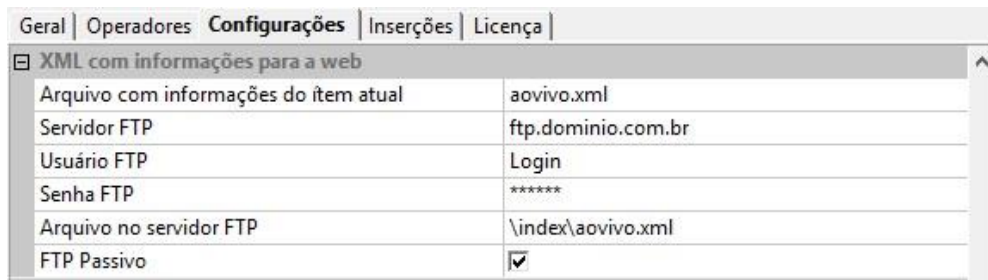 Geral Operadores Configurações Inserções Licença
XML com informações para a web
Arquivo com informações do ítem atual aovivo.xml
Servidor FTP ftp.dominio.com.br
Usuário FTP Login
Senha FTP ******
Arquivo no servidor FTP \index\aovivo.xml
FTP Passivo